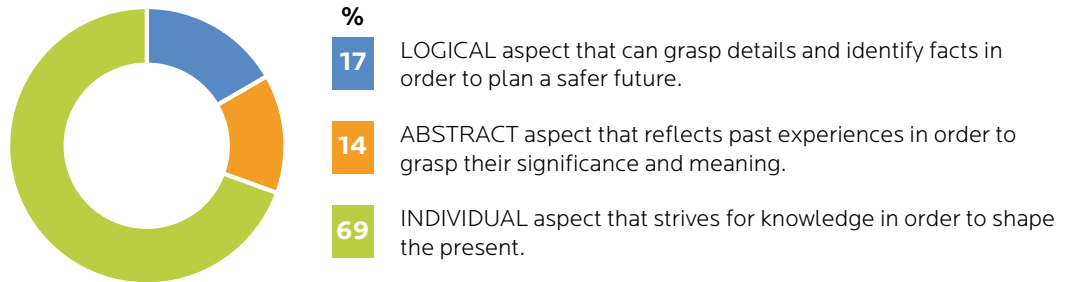 %
17
LOGICAL aspect that can grasp details and identify facts in
order to plan a safer future.
14
ABSTRACT aspect that reflects past experiences in order to
grasp their significance and meaning.
69
INDIVIDUAL aspect that strives for knowledge in order to shape
the present.